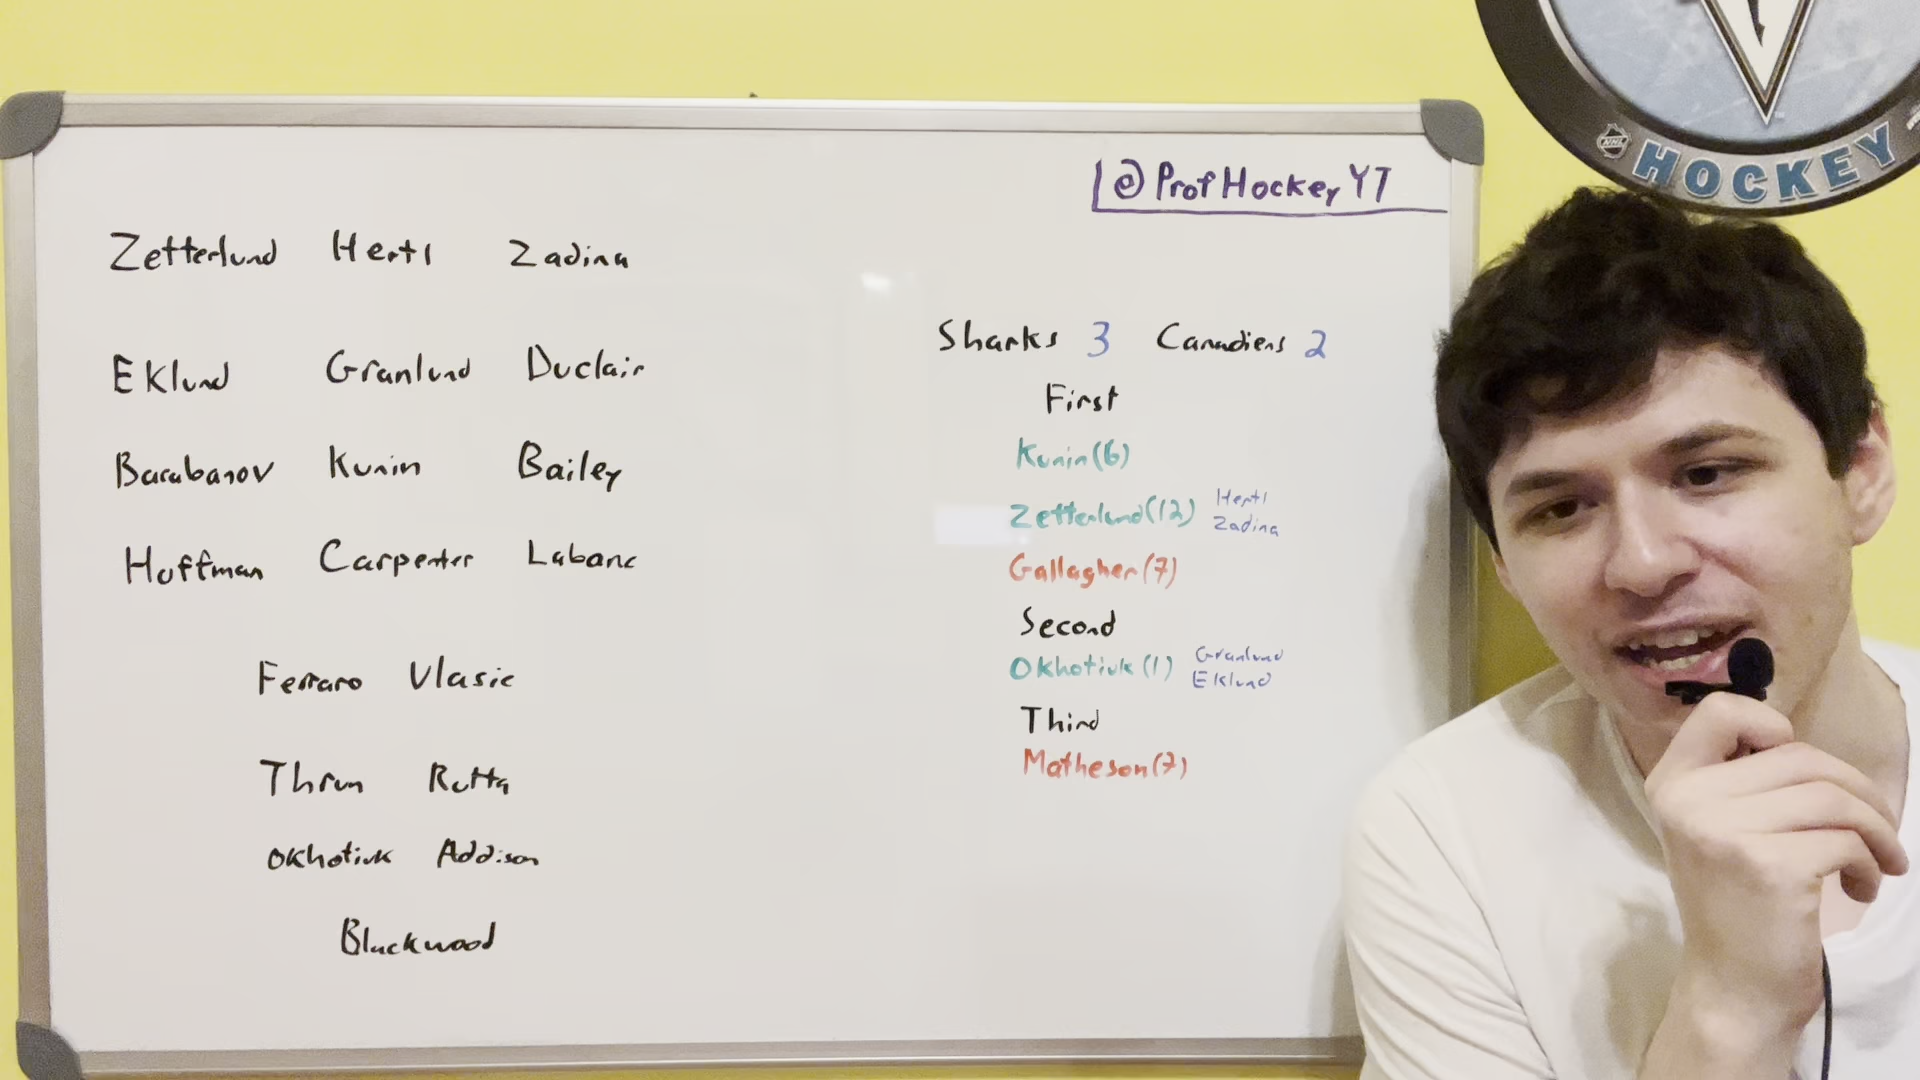 NHL
HOCKEY
@ProfHockeyYT
Zetterlund Hertl Zadina
Eklund Granlund Duclair
Barabanov Kunin Bailey
Hoffman Carpenter Labanc
Ferraro Vlasic
Thrun Rutta
Okhotiuk Addison
Blackwood
Sharks 3 Canadiens 2
First
Kunin(6)
Zetterlund(12) Hertl
Zadina
Gallagher(7)
Second
Okhotiuk(1) Granlund
Eklund
Third
Matheson(7)